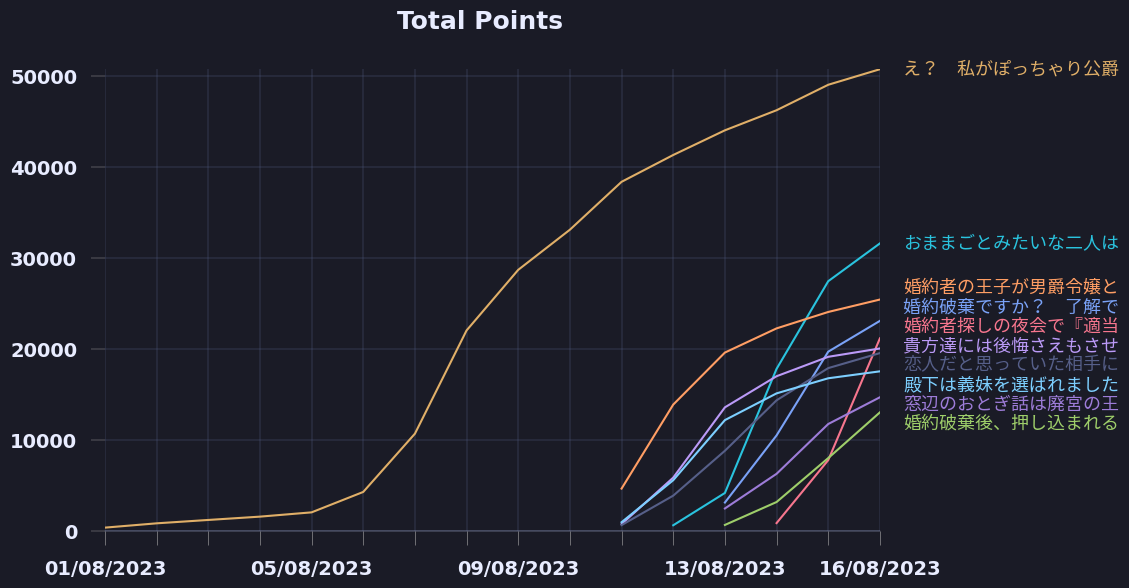 Total Points
50000
40000
30000
20000
10000
0
01/08/2023
05/08/2023
09/08/2023
13/08/2023
16/08/2023
え？　私がぽっちゃり公爵
おままごとみたいな二人は
婚約者の王子が男爵令嬢と
婚約破棄ですか？　了解で
婚約者探しの夜会で『適当
貴方達には後悔さえもさせ
恋人だと思っていた相手に
殿下は義妹を選ばれました
窓辺のおとぎ話は廃宮の王
婚約破棄後、押し込まれる